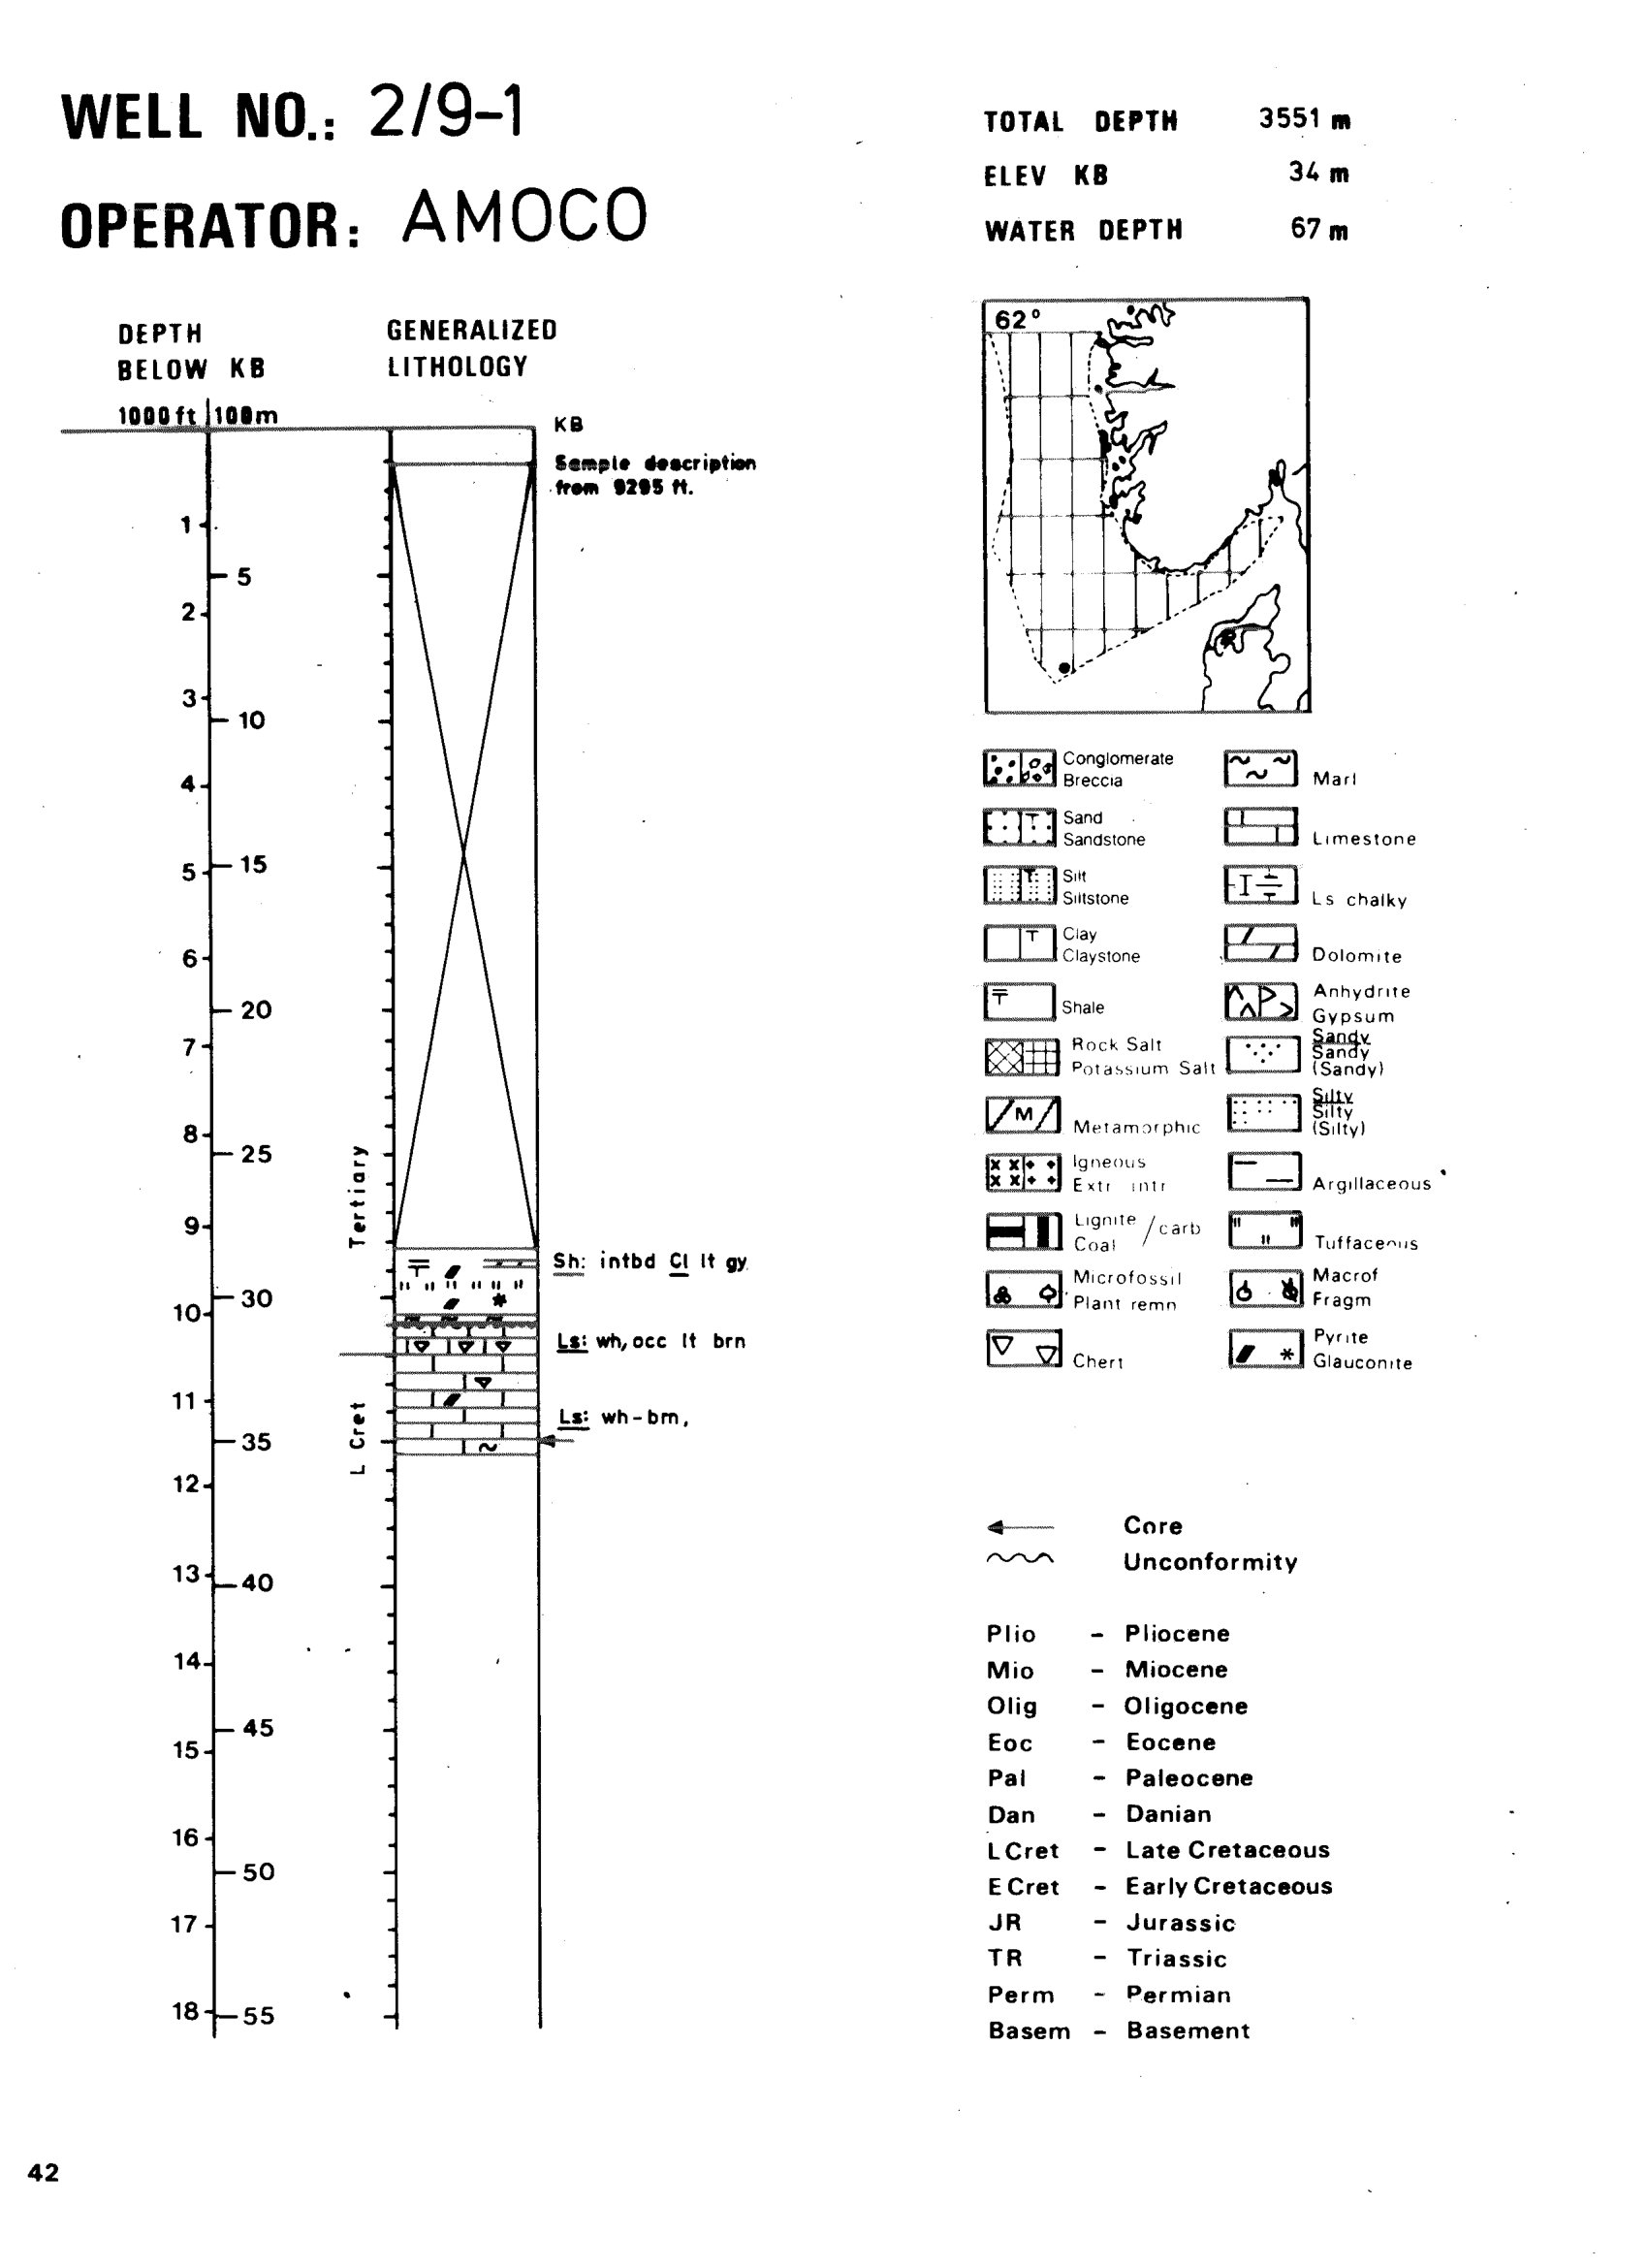 WELL NO.: 2/9-1
OPERATOR: AMOCO
TOTAL DEPTH 3551 m
ELEV KB 34 m
WATER DEPTH 67 m
DEPTH
BELOW KB
1000 ft 100m
GENERALIZED
LITHOLOGY
KB
Sample description
from 9295 ft.
1
5
2
3
10
4
5
15
6
20
7
8
25
9
10
30
11
35
12
13
40
14
45
15
16
50
17
18
55
Tertiary
L Cret
Sh: intbd Cl lt gy
Ls: wh, occ lt brn
Ls: wh-brn,
62°
Conglomerate
Breccia
Sand
Sandstone
Silt
Siltstone
Clay
Claystone
Shale
Rock Salt
Potassium Salt
M
Metamorphic
Igneous
Extr intr
Lignite / carb
Coal
Microfossil
Plant remn
Chert
Marl
Limestone
Ls chalky
Dolomite
Anhydrite
Gypsum
Sandy
Sandy
(Sandy)
Silty
Silty
(Silty)
Argillaceous
Tuffaceous
Macrof
Fragm
Pyrite
Glauconite
Core
Unconformity
Plio - Pliocene
Mio - Miocene
Olig - Oligocene
Eoc - Eocene
Pal - Paleocene
Dan - Danian
L Cret - Late Cretaceous
E Cret - Early Cretaceous
JR - Jurassic
TR - Triassic
Perm - Permian
Basem - Basement
42